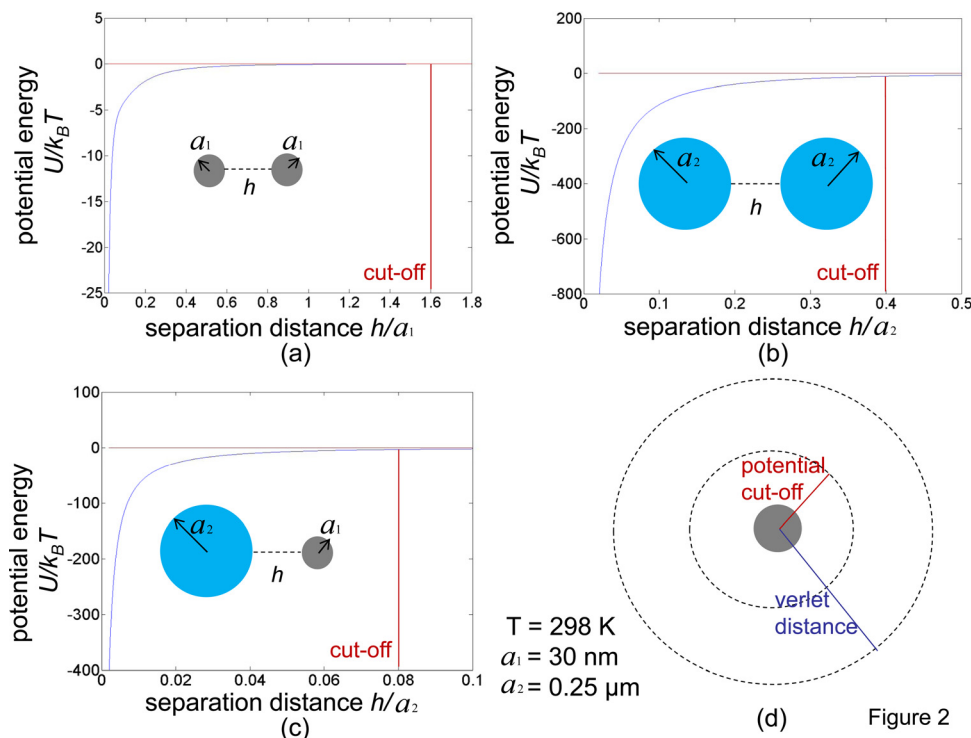 5
0
-5
-10
-15
-20
-25
0.2 0.4 0.6 0.8 1 1.2 1.4 1.6 1.8
potential energy
U/k_BT
a1 a1
h
cut-off
separation distance h/a1
(a)
200
0
-200
-400
-600
-800
0.1 0.2 0.3 0.4 0.5
potential energy
U/k_BT
a2 a2
h
cut-off
separation distance h/a2
(b)
100
0
-100
-200
-300
-400
0 0.02 0.04 0.06 0.08 0.1
potential energy
U/k_BT
a2 a1
h
cut-off
separation distance h/a2
(c)
potential
cut-off
verlet
distance
T = 298 K
a1 = 30 nm
a2 = 0.25 μm
(d)
Figure 2